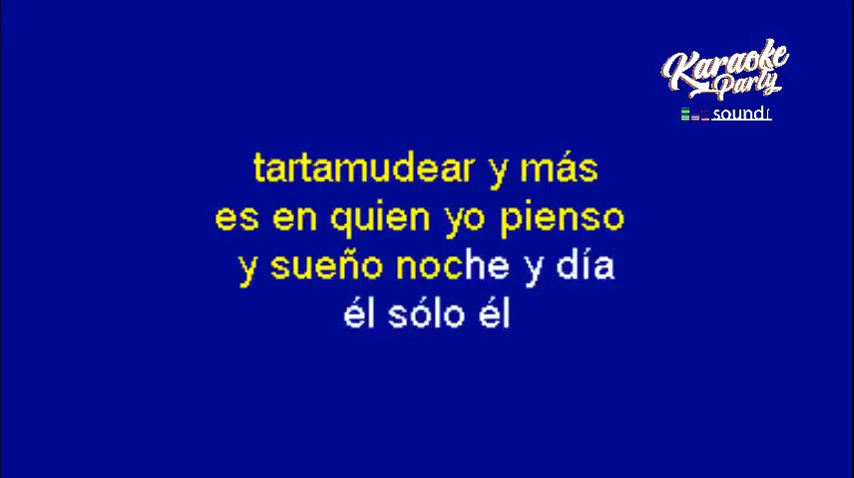 Karaoke
Party
sound
tartamudear y más
es en quien yo pienso
y sueño noche y día
él sólo él